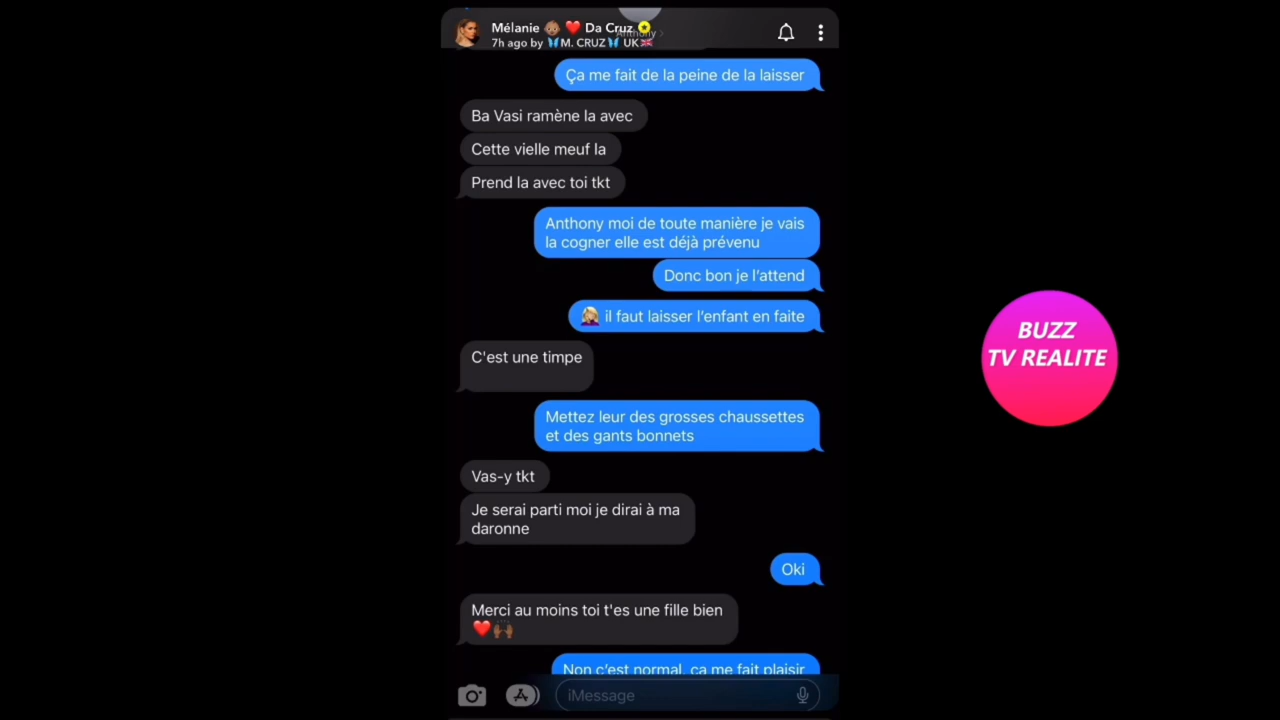 Mélanie 👶🏽 ❤️ Da Cruz
Anthony >
7h ago by 🦋M. CRUZ🦋 UK🇬🇧
Ça me fait de la peine de la laisser
Ba Vasi ramène la avec
Cette vielle meuf la
Prend la avec toi tkt
Anthony moi de toute manière je vais
la cogner elle est déjà prévenu
Donc bon je l'attend
🤦🏼‍♀️ il faut laisser l'enfant en faite
C'est une timpe
Mettez leur des grosses chaussettes
et des gants bonnets
Vas-y tkt
Je serai parti moi je dirai à ma
daronne
Oki
Merci au moins toi t'es une fille bien
❤️🙌🏾
Non c'est normal, ça me fait plaisir
iMessage
BUZZ
TV REALITE